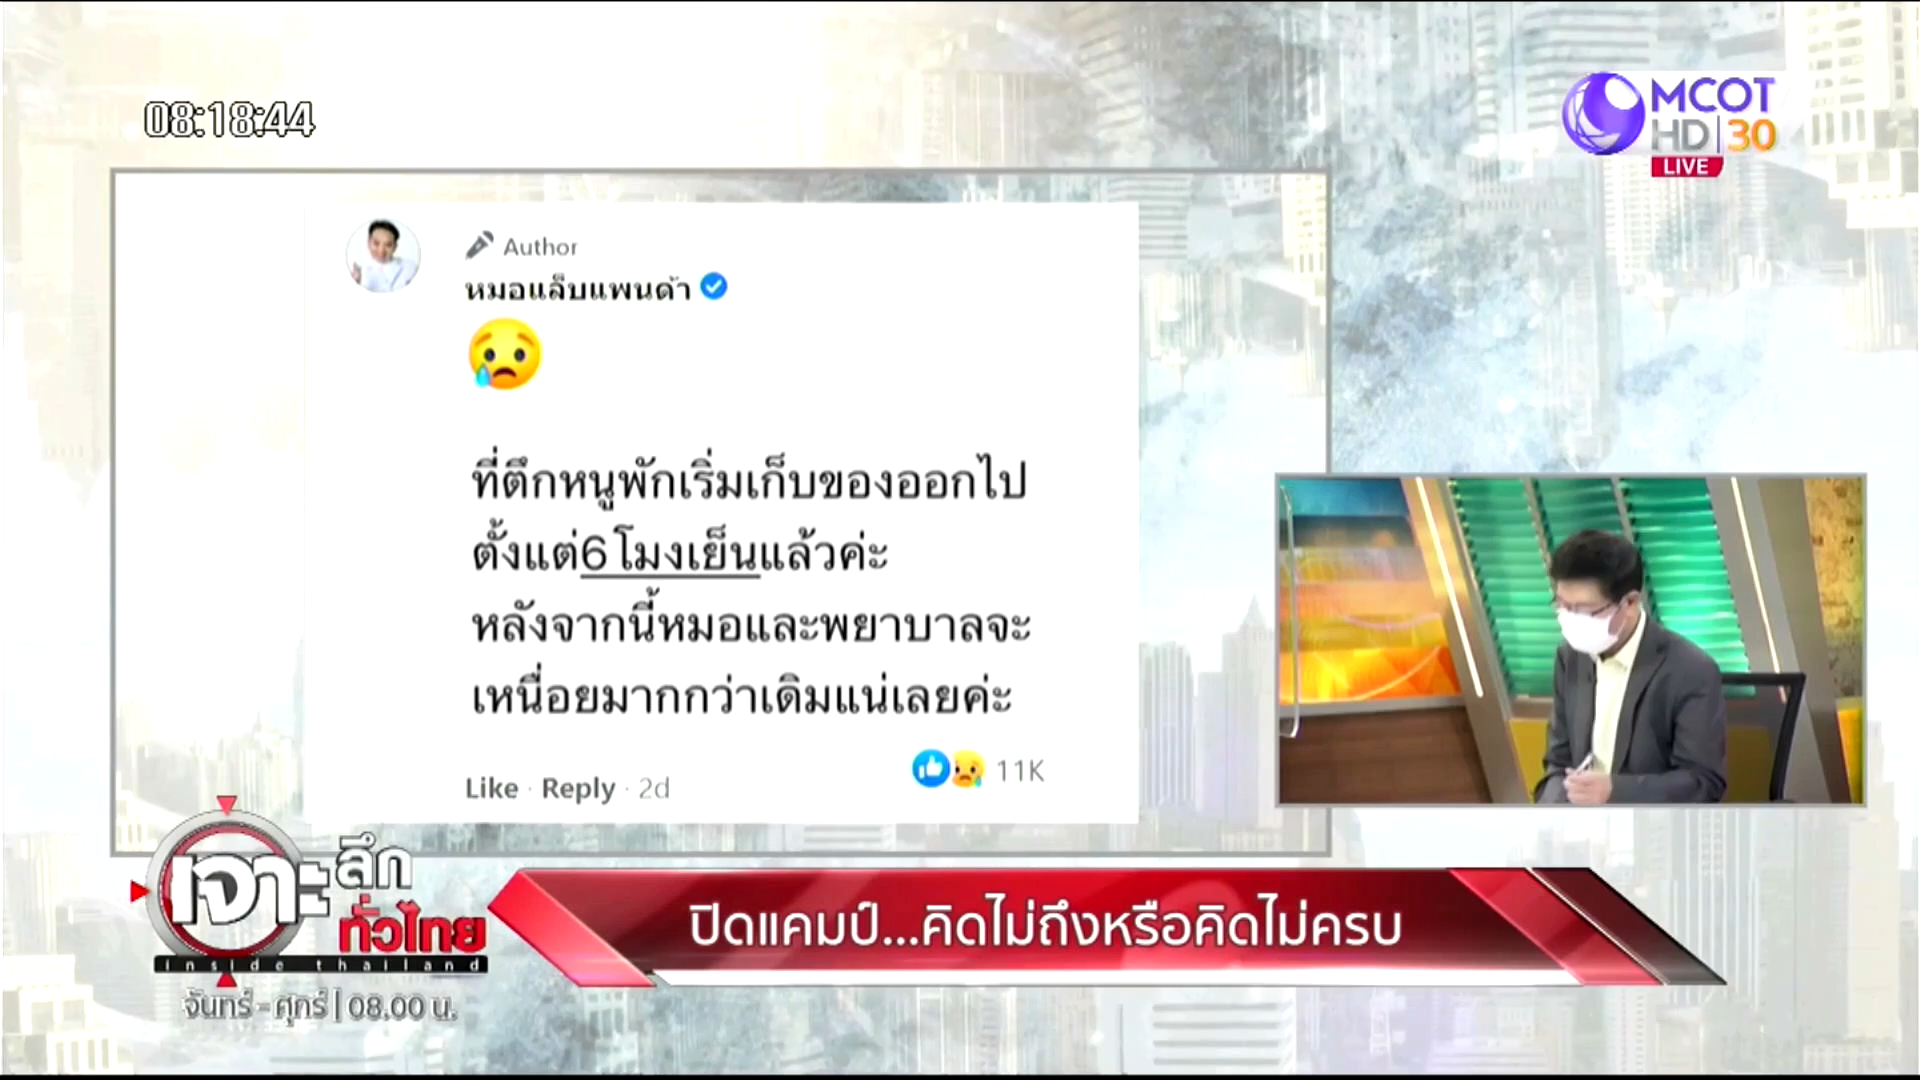 08:18:44
MCOT
HD 30
LIVE
Author
หมอแล็บแพนด้า
ที่ตึกหนูพักเริ่มเก็บของออกไป
ตั้งแต่6โมงเย็นแล้วค่ะ
หลังจากนี้หมอและพยาบาลจะ
เหนื่อยมากกว่าเดิมแน่เลยค่ะ
Like · Reply · 2d
11K
เจาะลึก
ทั่วไทย
inside thailand
จันทร์ - ศุกร์ | 08.00 น.
ปิดแคมป์...คิดไม่ถึงหรือคิดไม่ครบ